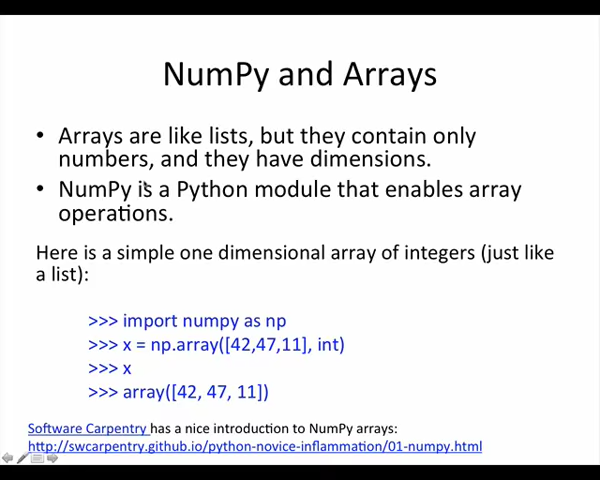 NumPy and Arrays
• Arrays are like lists, but they contain only
numbers, and they have dimensions.
• NumPy is a Python module that enables array
operations.
Here is a simple one dimensional array of integers (just like
a list):
>>> import numpy as np
>>> x = np.array([42,47,11], int)
>>> x
>>> array([42, 47, 11])
Software Carpentry has a nice introduction to NumPy arrays:
http://swcarpentry.github.io/python-novice-inflammation/01-numpy.html